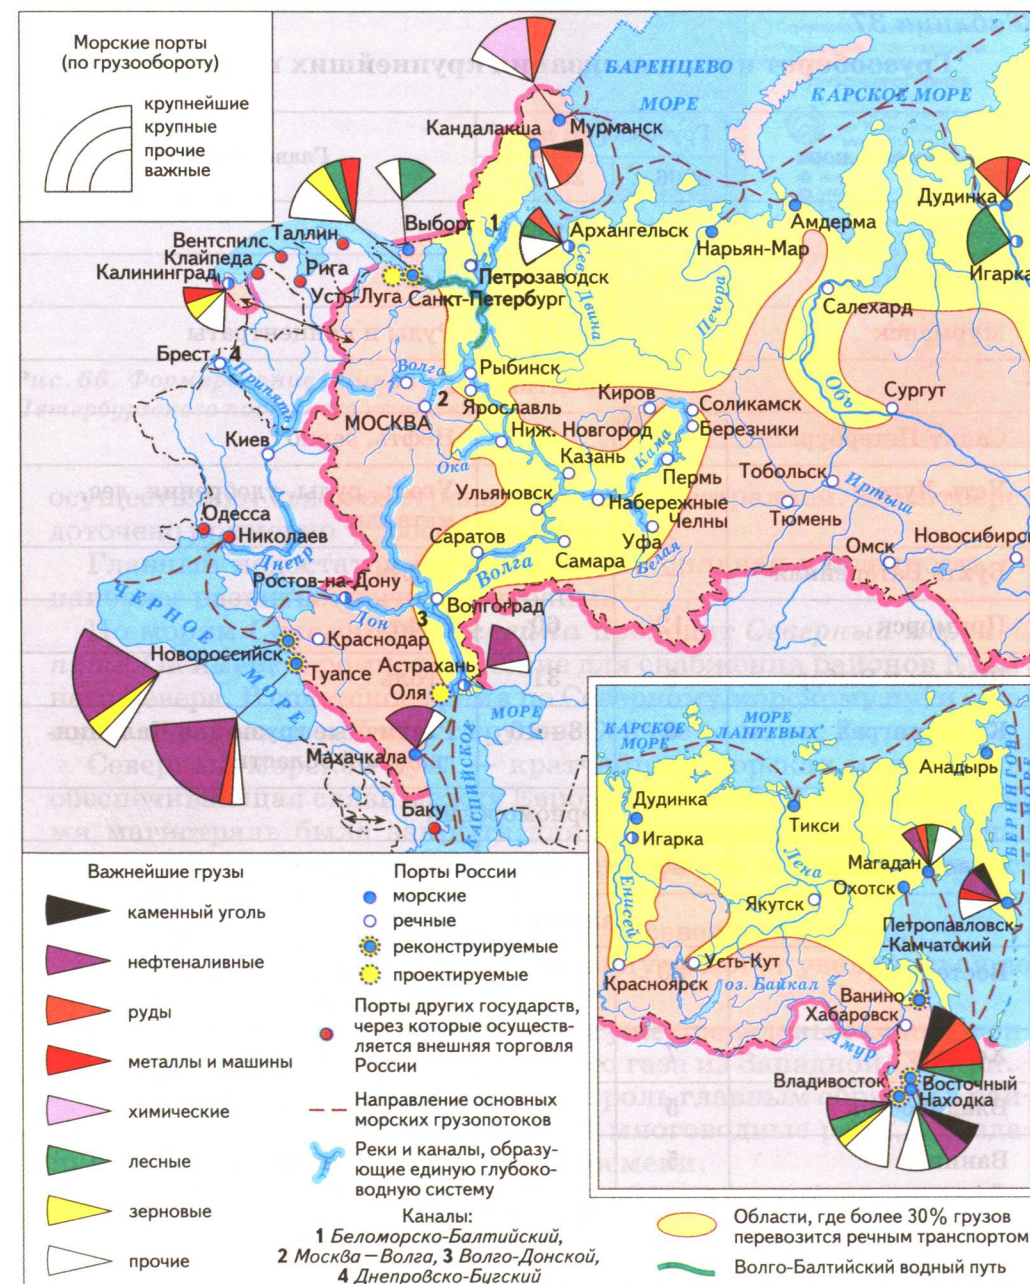 Морские порты
(по грузообороту)
крупнейшие
крупные
прочие
важные
БАРЕНЦЕВО
МОРЕ
КАРСКОЕ МОРЕ
Кандалакша
Мурманск
Дудинка
Амдерма
Нарьян-Мар
Игарка
Выборг
1
Архангельск
Таллин
Вентспилс
Клайпеда
Калининград
Рига
Усть-Луга
Санкт-Петербург
Петрозаводск
Сев. Двина
Печора
Салехард
Брест
4
Припять
Волга
Рыбинск
2
МОСКВА
Ярославль
Киров
Соликамск
Березники
Обь
Сургут
Киев
Ниж. Новгород
Ока
Казань
Кама
Пермь
Тобольск
Иртыш
Ульяновск
Набережные
Челны
Тюмень
Одесса
Николаев
Саратов
Самара
Уфа
Белая
Омск
Новосибирск
Днепр
Волга
Ростов-на-Дону
Дон
Волгоград
3
ЧЕРНОЕ МОРЕ
Краснодар
Новороссийск
Туапсе
Астрахань
Оля
Махачкала
Баку
КАСПИЙСКОЕ
МОРЕ
КАРСКОЕ
МОРЕ
МОРЕ
ЛАПТЕВЫХ
Анадырь
БЕРИНГОВО
Дудинка
Игарка
Тикси
Енисей
Лена
Магадан
Охотск
Якутск
Петропавловск-
Камчатский
Усть-Кут
Красноярск
оз. Байкал
Ванино
Хабаровск
Амур
Владивосток
Восточный
Находка
Важнейшие грузы
каменный уголь
нефтеналивные
руды
металлы и машины
химические
лесные
зерновые
прочие
Порты России
морские
речные
реконструируемые
проектируемые
Порты других государств,
через которые осуществ-
ляется внешняя торговля
России
Направление основных
морских грузопотоков
Реки и каналы, образу-
ющие единую глубоко-
водную систему
Каналы:
1 Беломорско-Балтийский,
2 Москва–Волга, 3 Волго-Донской,
4 Днепровско-Бугский
Области, где более 30% грузов
перевозится речным транспортом
Волго-Балтийский водный путь